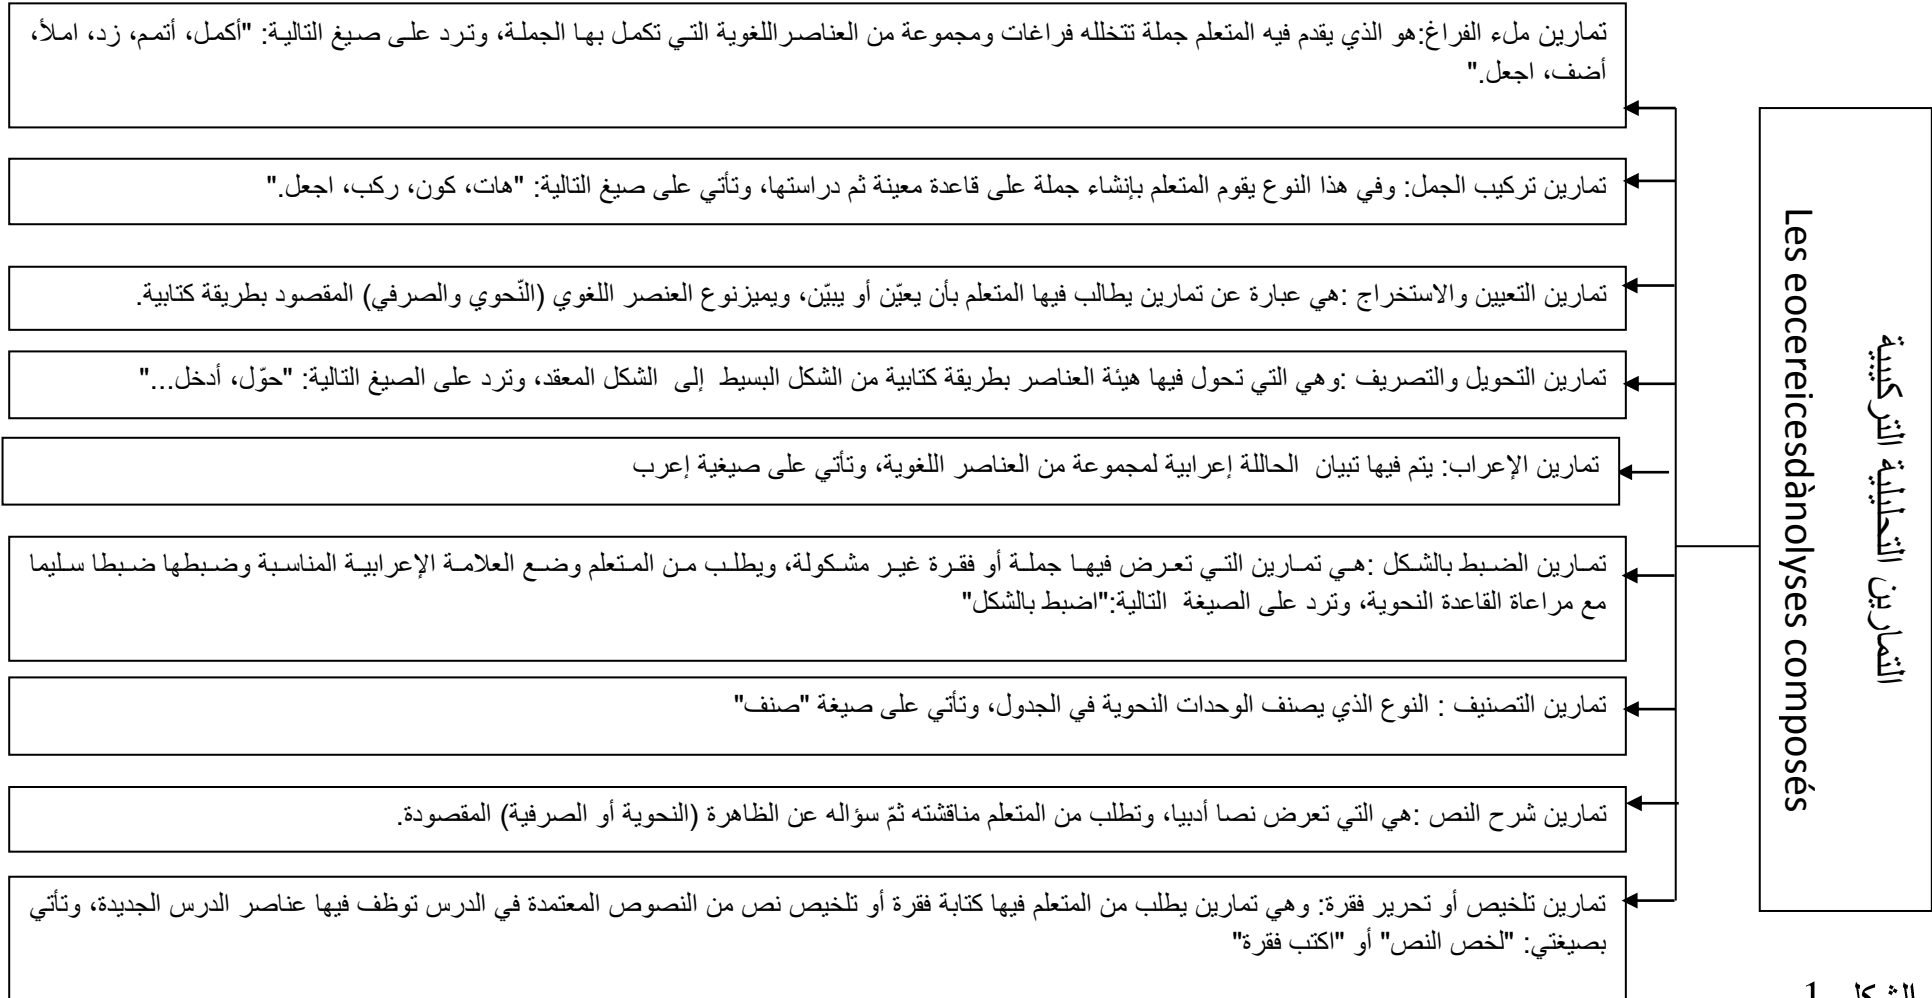 تمارين ملء الفراغ:هو الذي يقدم فيه المتعلم جملة تتخلله فراغات ومجموعة من العناصراللغوية التي تكمل بها الجملة، وترد على صيغ التالية: "أكمل، أتمم، زد، املأ،
أضف، اجعل."
تمارين تركيب الجمل: وفي هذا النوع يقوم المتعلم بإنشاء جملة على قاعدة معينة ثم دراستها، وتأتي على صيغ التالية: "هات، كون، ركب، اجعل."
تمارين التعيين والاستخراج :هي عبارة عن تمارين يطالب فيها المتعلم بأن يعيّن أو يبيّن، ويميزنوع العنصر اللغوي (النّحوي والصرفي) المقصود بطريقة كتابية.
تمارين التحويل والتصريف :وهي التي تحول فيها هيئة العناصر بطريقة كتابية من الشكل البسيط إلى الشكل المعقد، وترد على الصيغ التالية: "حوّل، أدخل..."
تمارين الإعراب: يتم فيها تبيان الحاللة إعرابية لمجموعة من العناصر اللغوية، وتأتي على صيغية إعرب
تمارين الضبط بالشكل :هي تمارين التي تعرض فيها جملة أو فقرة غير مشكولة، ويطلب من المتعلم وضع العلامة الإعرابية المناسبة وضبطها ضبطا سليما
مع مراعاة القاعدة النحوية، وترد على الصيغة التالية:"اضبط بالشكل"
تمارين التصنيف : النوع الذي يصنف الوحدات النحوية في الجدول، وتأتي على صيغة "صنف"
تمارين شرح النص :هي التي تعرض نصا أدبيا، وتطلب من المتعلم مناقشته ثمّ سؤاله عن الظاهرة (النحوية أو الصرفية) المقصودة.
تمارين تلخيص أو تحرير فقرة: وهي تمارين يطلب من المتعلم فيها كتابة فقرة أو تلخيص نص من النصوص المعتمدة في الدرس توظف فيها عناصر الدرس الجديدة، وتأتي
بصيغتي: "لخص النص" أو "اكتب فقرة"
التمارين التحليلية التركيبية
Les eocereicesdànolyses composés
1